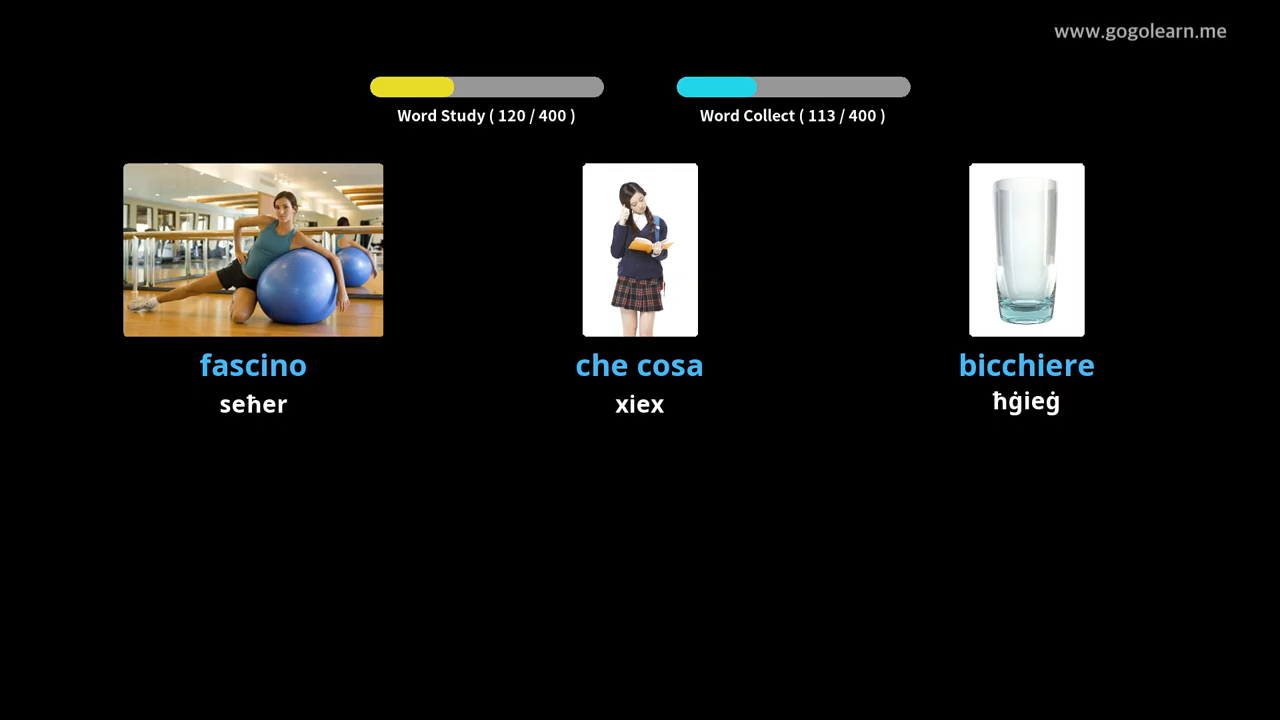 www.gogolearn.me
Word Study ( 120 / 400 )
Word Collect ( 113 / 400 )
fascino
seħer
che cosa
xiex
bicchiere
ħġieġ